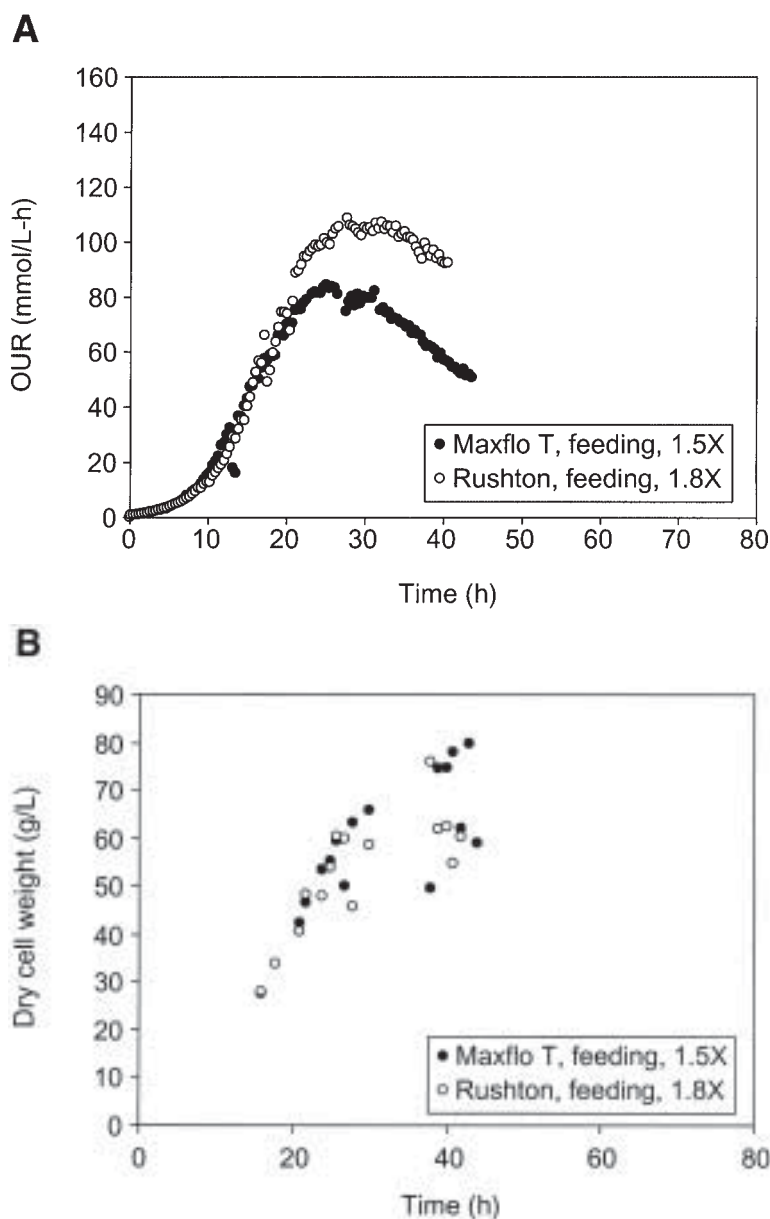 A
160
140
120
100
80
60
40
20
0
OUR (mmol/L-h)
Maxflo T, feeding, 1.5X
Rushton, feeding, 1.8X
0 10 20 30 40 50 60 70 80
Time (h)
B
90
80
70
60
50
40
30
20
10
0
Dry cell weight (g/L)
Maxflo T, feeding, 1.5X
Rushton, feeding, 1.8X
0 20 40 60 80
Time (h)